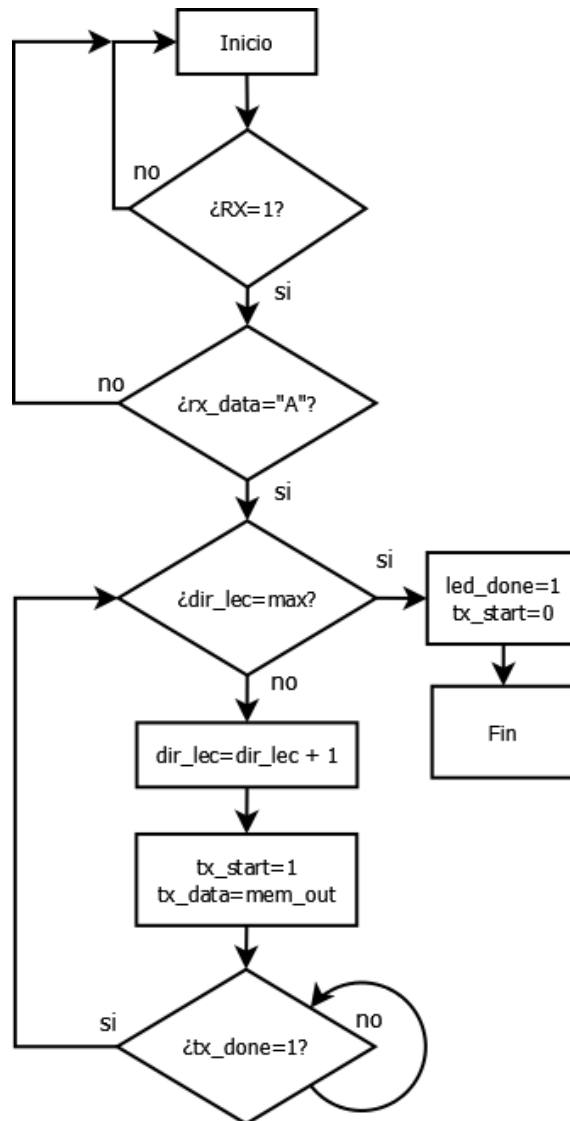 Inicio
no
¿RX=1?
si
no
¿rx_data="A"?
si
¿dir_lec=max?
si
led_done=1
tx_start=0
no
Fin
dir_lec=dir_lec + 1
tx_start=1
tx_data=mem_out
si
¿tx_done=1?
no